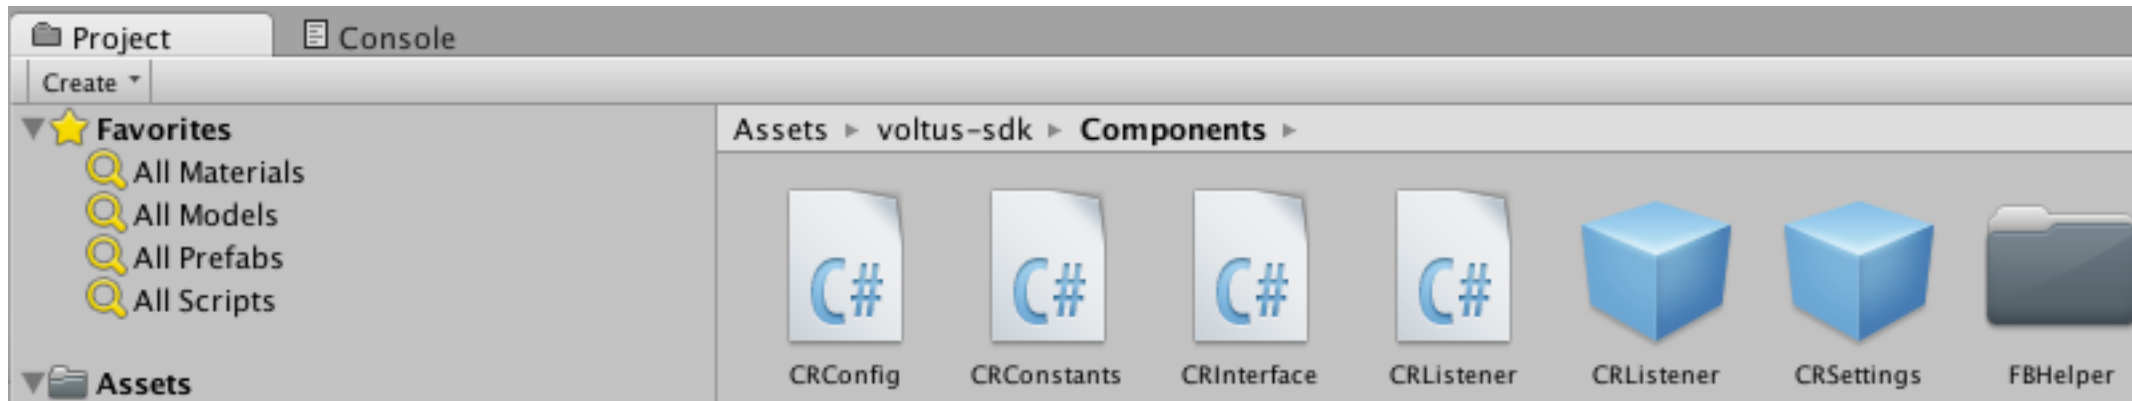 Project Console
Create
Favorites
All Materials
All Models
All Prefabs
All Scripts
Assets
Assets voltus-sdk Components
C# C# C# C#
CRConfig CRConstants CRInterface CRListener CRListener CRSettings FBHelper